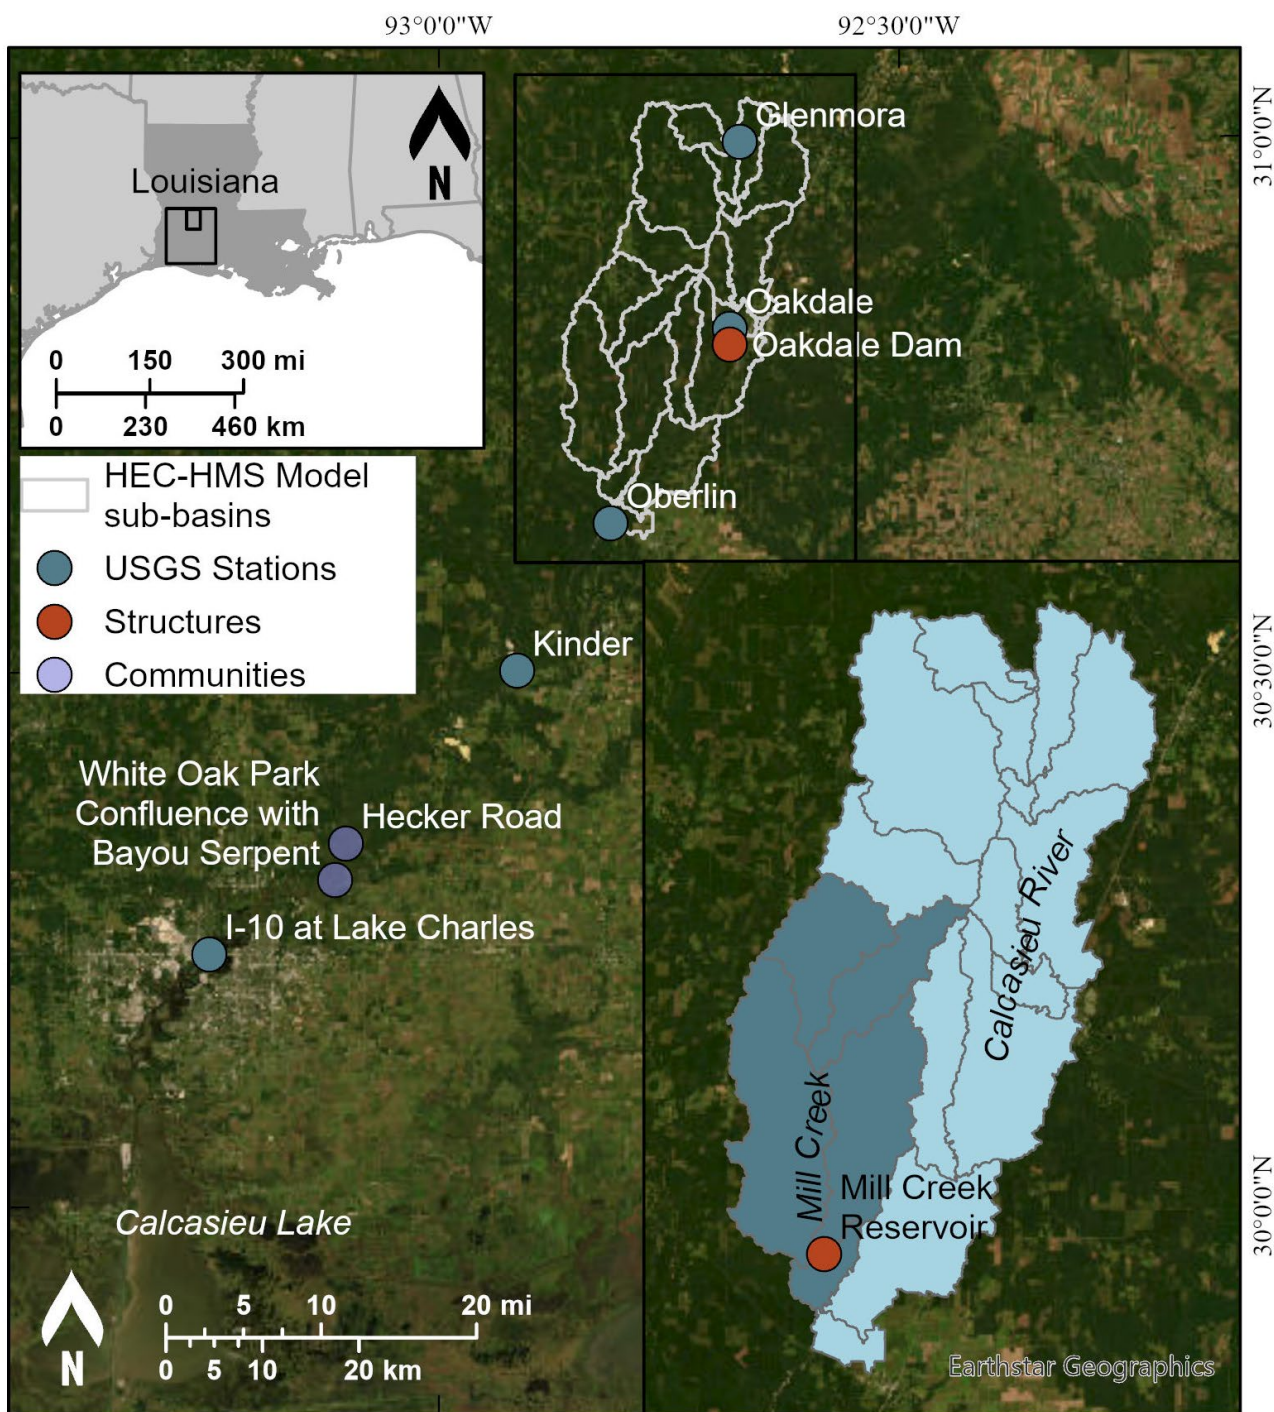 93°0'0"W
92°30'0"W
31°0'0"N
30°30'0"N
30°0'0"N
Louisiana
N
0 150 300 mi
0 230 460 km
HEC-HMS Model
sub-basins
USGS Stations
Structures
Communities
Glenmora
Oakdale
Oakdale Dam
Oberlin
Kinder
White Oak Park
Confluence with
Bayou Serpent
Hecker Road
I-10 at Lake Charles
Calcasieu Lake
N
0 5 10 20 mi
0 5 10 20 km
Calcasieu River
Mill Creek
Mill Creek
Reservoir
Earthstar Geographics